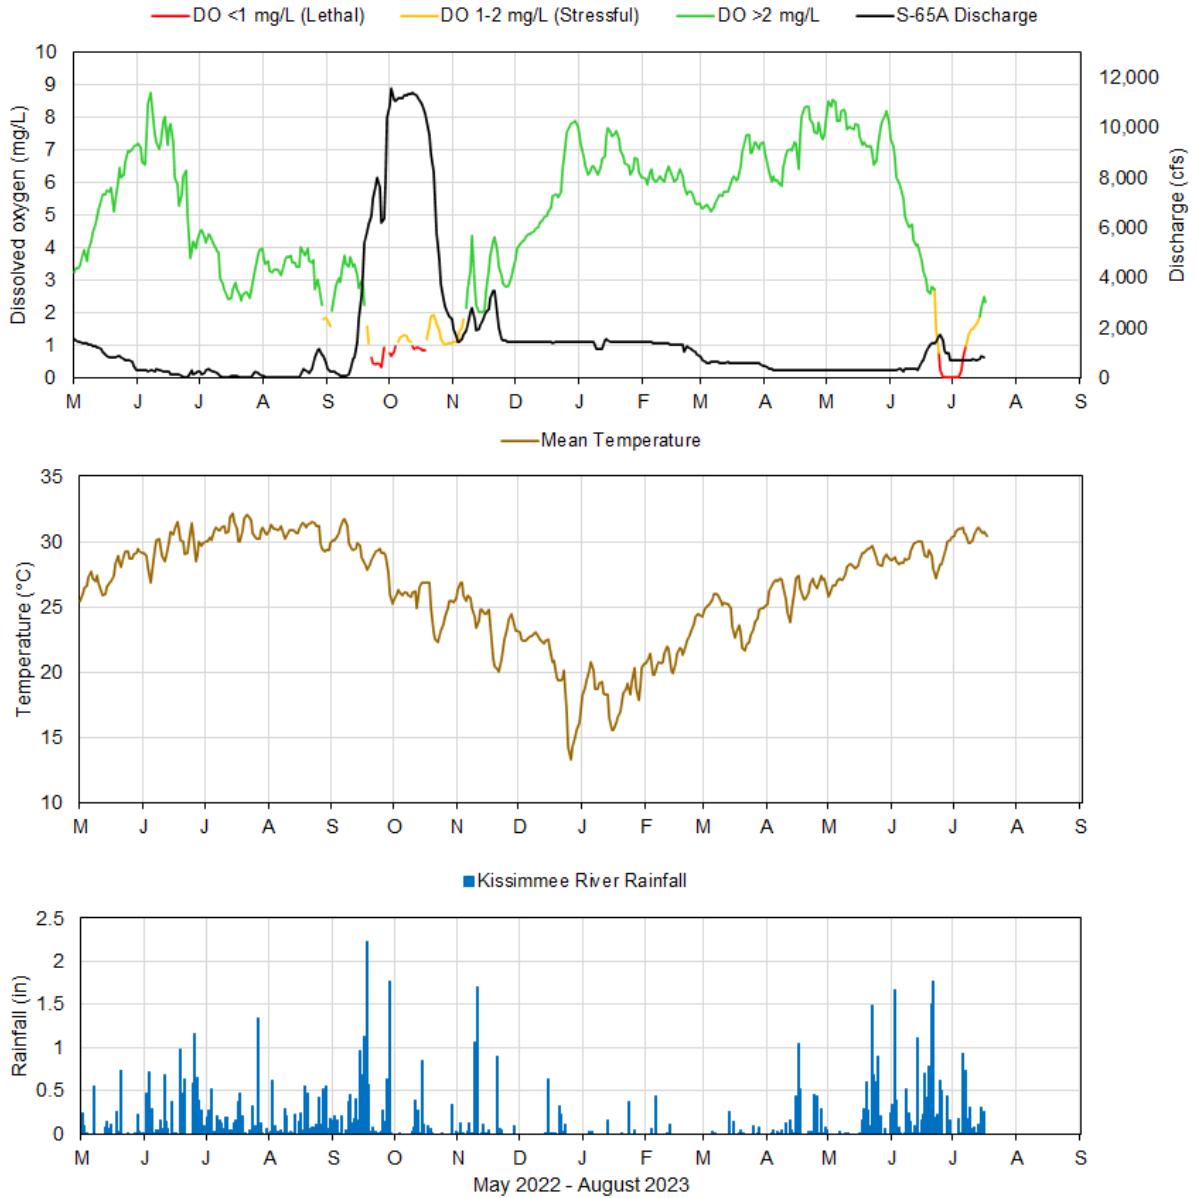 DO <1 mg/L (Lethal) DO 1-2 mg/L (Stressful) DO >2 mg/L S-65A Discharge
Dissolved oxygen (mg/L)
10
9
8
7
6
5
4
3
2
1
0
12,000
10,000
8,000
6,000
4,000
2,000
0
Discharge (cfs)
M J J A S O N D J F M A M J J A S
Mean Temperature
Temperature (°C)
35
30
25
20
15
10
M J J A S O N D J F M A M J J A S
Kissimmee River Rainfall
Rainfall (in)
2.5
2
1.5
1
0.5
0
M J J A S O N D J F M A M J J A S
May 2022 - August 2023